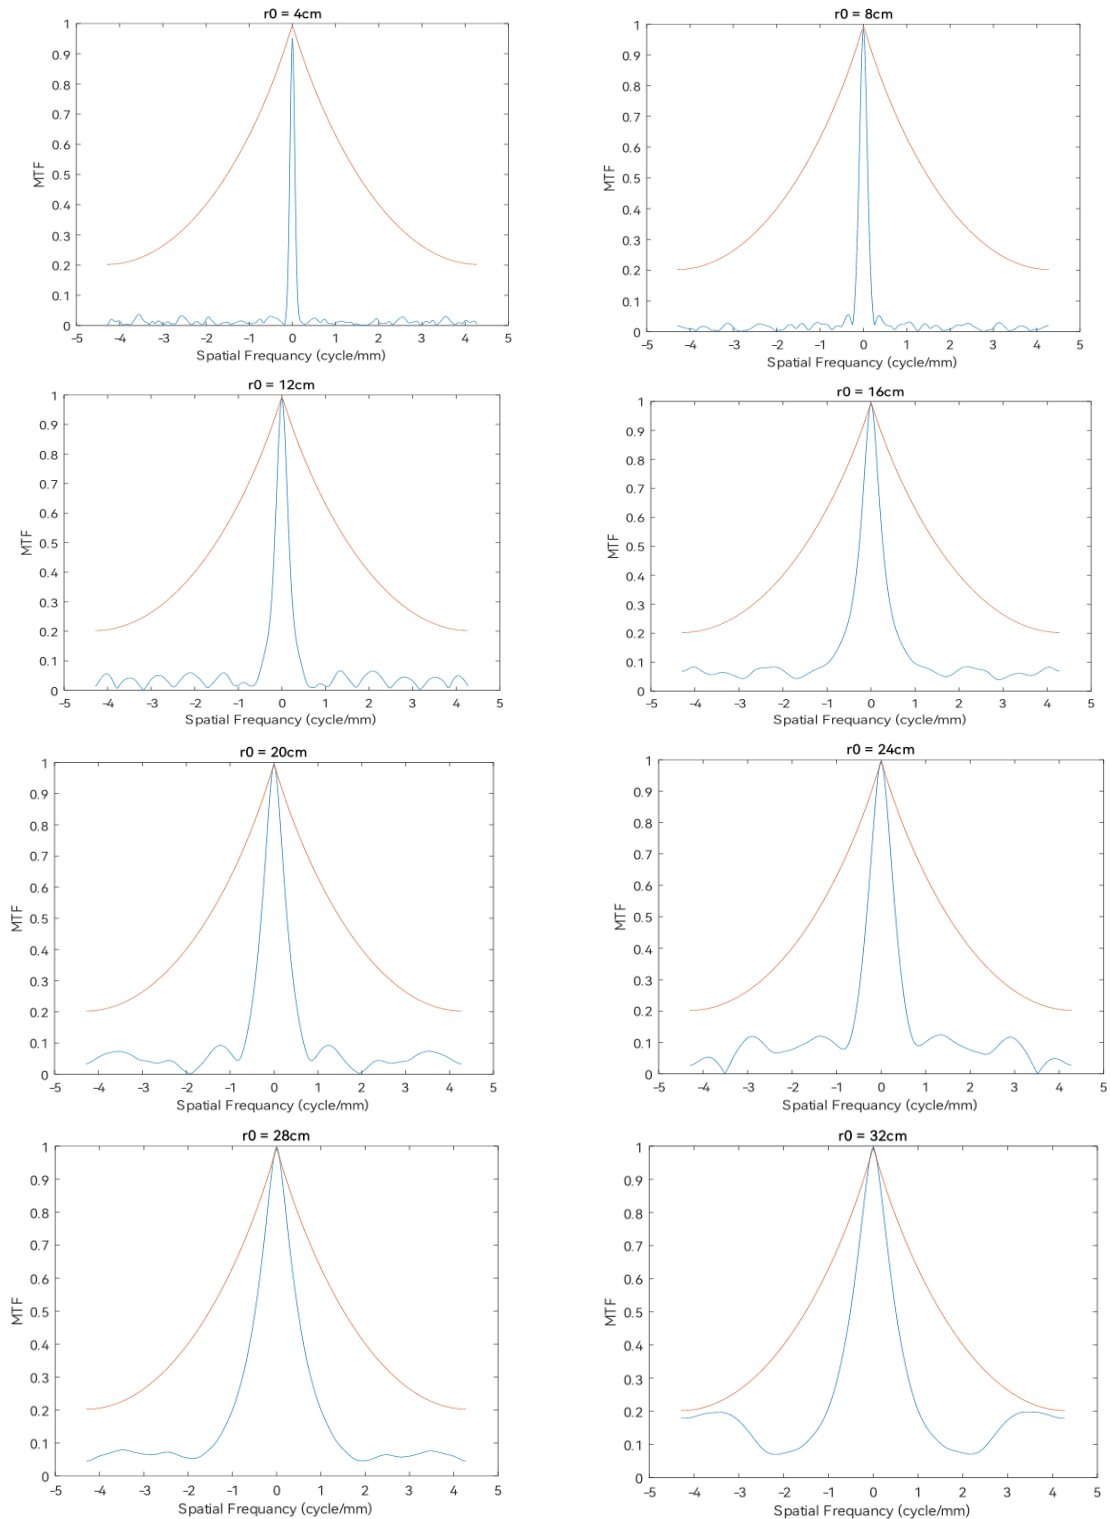 r0 = 4cm
1
0.9
0.8
0.7
0.6
0.5
0.4
0.3
0.2
0.1
0
MTF
-5 -4 -3 -2 -1 0 1 2 3 4 5
Spatial Frequancy (cycle/mm)
r0 = 8cm
1
0.9
0.8
0.7
0.6
0.5
0.4
0.3
0.2
0.1
0
MTF
-5 -4 -3 -2 -1 0 1 2 3 4 5
Spatial Frequancy (cycle/mm)
r0 = 12cm
1
0.9
0.8
0.7
0.6
0.5
0.4
0.3
0.2
0.1
0
MTF
-5 -4 -3 -2 -1 0 1 2 3 4 5
Spatial Frequancy (cycle/mm)
r0 = 16cm
1
0.9
0.8
0.7
0.6
0.5
0.4
0.3
0.2
0.1
0
MTF
-5 -4 -3 -2 -1 0 1 2 3 4 5
Spatial Frequancy (cycle/mm)
r0 = 20cm
1
0.9
0.8
0.7
0.6
0.5
0.4
0.3
0.2
0.1
0
MTF
-5 -4 -3 -2 -1 0 1 2 3 4 5
Spatial Frequancy (cycle/mm)
r0 = 24cm
1
0.9
0.8
0.7
0.6
0.5
0.4
0.3
0.2
0.1
0
MTF
-5 -4 -3 -2 -1 0 1 2 3 4 5
Spatial Frequancy (cycle/mm)
r0 = 28cm
1
0.9
0.8
0.7
0.6
0.5
0.4
0.3
0.2
0.1
0
MTF
-5 -4 -3 -2 -1 0 1 2 3 4 5
Spatial Frequancy (cycle/mm)
r0 = 32cm
1
0.9
0.8
0.7
0.6
0.5
0.4
0.3
0.2
0.1
0
MTF
-5 -4 -3 -2 -1 0 1 2 3 4 5
Spatial Frequancy (cycle/mm)